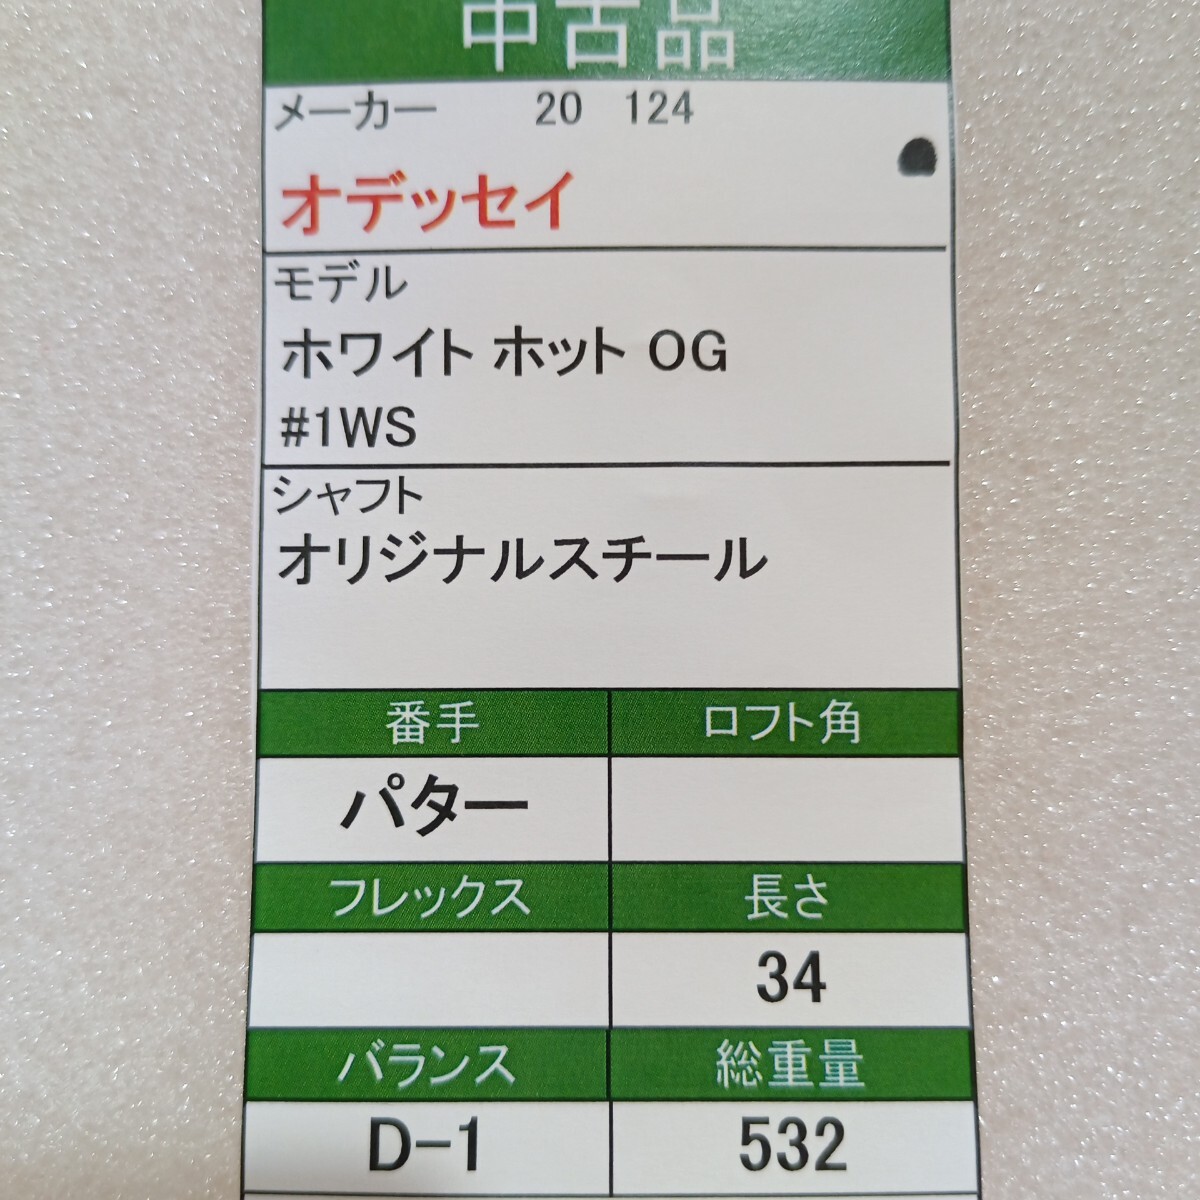 中古品
メーカー 20 124
オデッセイ
モデル
ホワイト ホット OG
#1WS
シャフト
オリジナルスチール
番手 ロフト角
パター
フレックス 長さ
34
バランス 総重量
D-1 532